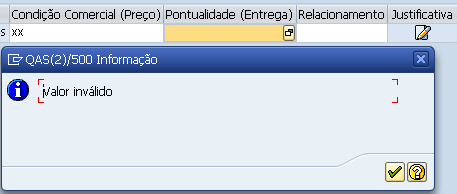 Condição Comercial (Preço) Pontualidade (Entrega) Relacionamento Justificativa
s xx
QAS(2)/500 Informação
Valor inválido